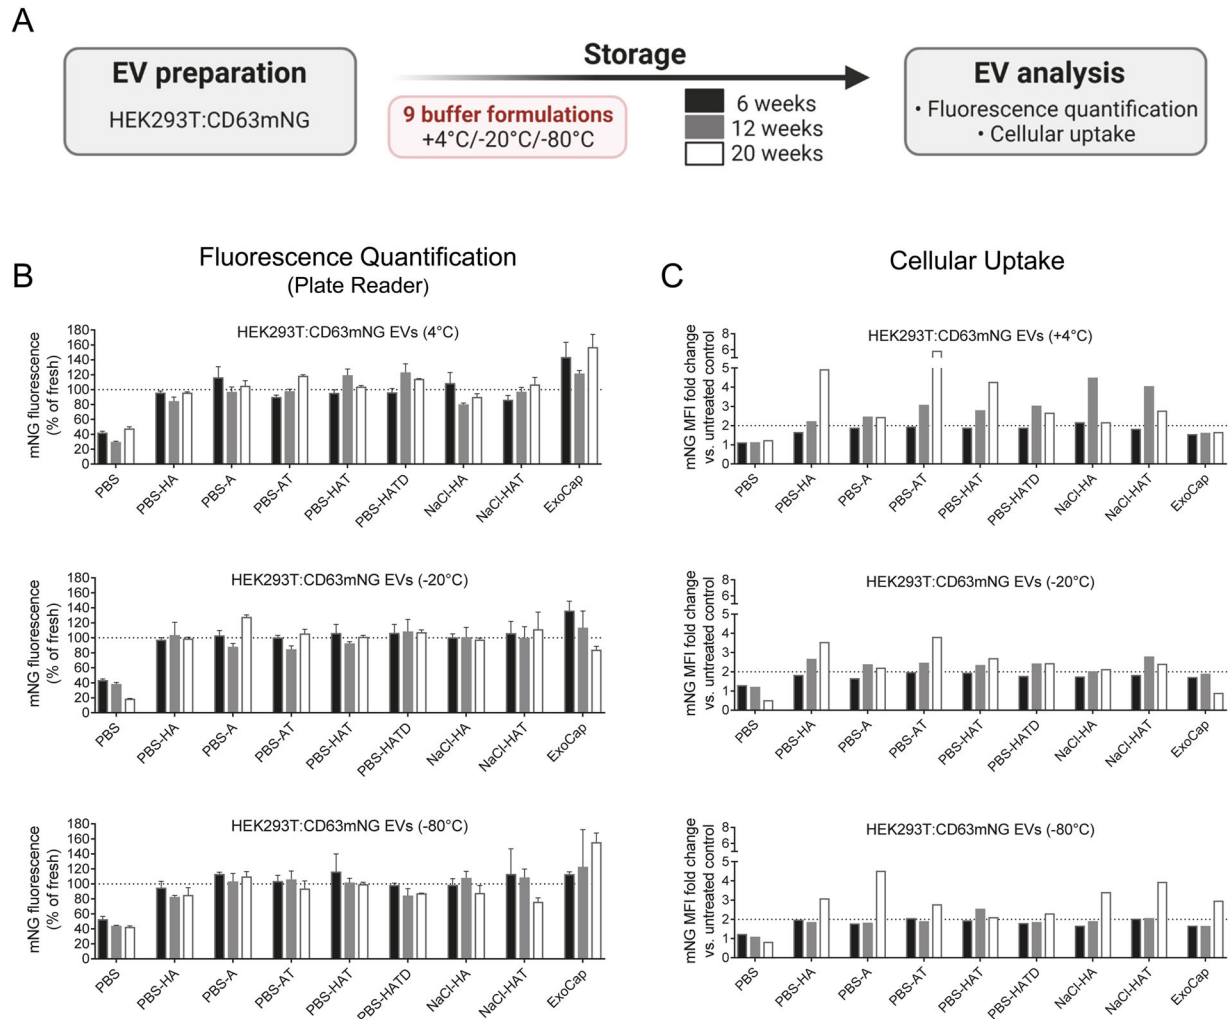 A
EV preparation
HEK293T:CD63mNG
Storage
9 buffer formulations
+4°C/-20°C/-80°C
6 weeks
12 weeks
20 weeks
EV analysis
• Fluorescence quantification
• Cellular uptake
B
Fluorescence Quantification
(Plate Reader)
HEK293T:CD63mNG EVs (4°C)
mNG fluorescence
(% of fresh)
180
160
140
120
100
80
60
40
20
0
PBS
PBS-HA
PBS-A
PBS-AT
PBS-HAT
PBS-HATD
NaCl-HA
NaCl-HAT
ExoCap
HEK293T:CD63mNG EVs (-20°C)
mNG fluorescence
(% of fresh)
180
160
140
120
100
80
60
40
20
0
PBS
PBS-HA
PBS-A
PBS-AT
PBS-HAT
PBS-HATD
NaCl-HA
NaCl-HAT
ExoCap
HEK293T:CD63mNG EVs (-80°C)
mNG fluorescence
(% of fresh)
180
160
140
120
100
80
60
40
20
0
PBS
PBS-HA
PBS-A
PBS-AT
PBS-HAT
PBS-HATD
NaCl-HA
NaCl-HAT
ExoCap
C
Cellular Uptake
HEK293T:CD63mNG EVs (+4°C)
mNG MFI fold change
vs. untreated control
8
6
5
4
3
2
1
0
PBS
PBS-HA
PBS-A
PBS-AT
PBS-HAT
PBS-HATD
NaCl-HA
NaCl-HAT
ExoCap
HEK293T:CD63mNG EVs (-20°C)
mNG MFI fold change
vs. untreated control
8
6
5
4
3
2
1
0
PBS
PBS-HA
PBS-A
PBS-AT
PBS-HAT
PBS-HATD
NaCl-HA
NaCl-HAT
ExoCap
HEK293T:CD63mNG EVs (-80°C)
mNG MFI fold change
vs. untreated control
8
6
5
4
3
2
1
0
PBS
PBS-HA
PBS-A
PBS-AT
PBS-HAT
PBS-HATD
NaCl-HA
NaCl-HAT
ExoCap